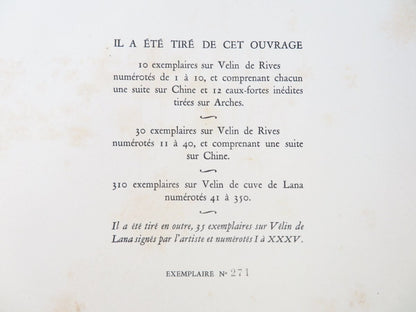 IL A ÉTÉ TIRÉ DE CET OUVRAGE
10 exemplaires sur Velin de Rives
numérotés de 1 à 10, et comprenant chacun
une suite sur Chine et 12 eaux-fortes inédites
tirées sur Arches.
30 exemplaires sur Velin de Rives
numérotés 11 à 40, et comprenant une suite
sur Chine.
310 exemplaires sur Velin de cuve de Lana
numérotés 41 à 350.
Il a été tiré en outre, 35 exemplaires sur Vélin de
Lana signés par l'artiste et numérotés I à XXXV.
EXEMPLAIRE N° 271